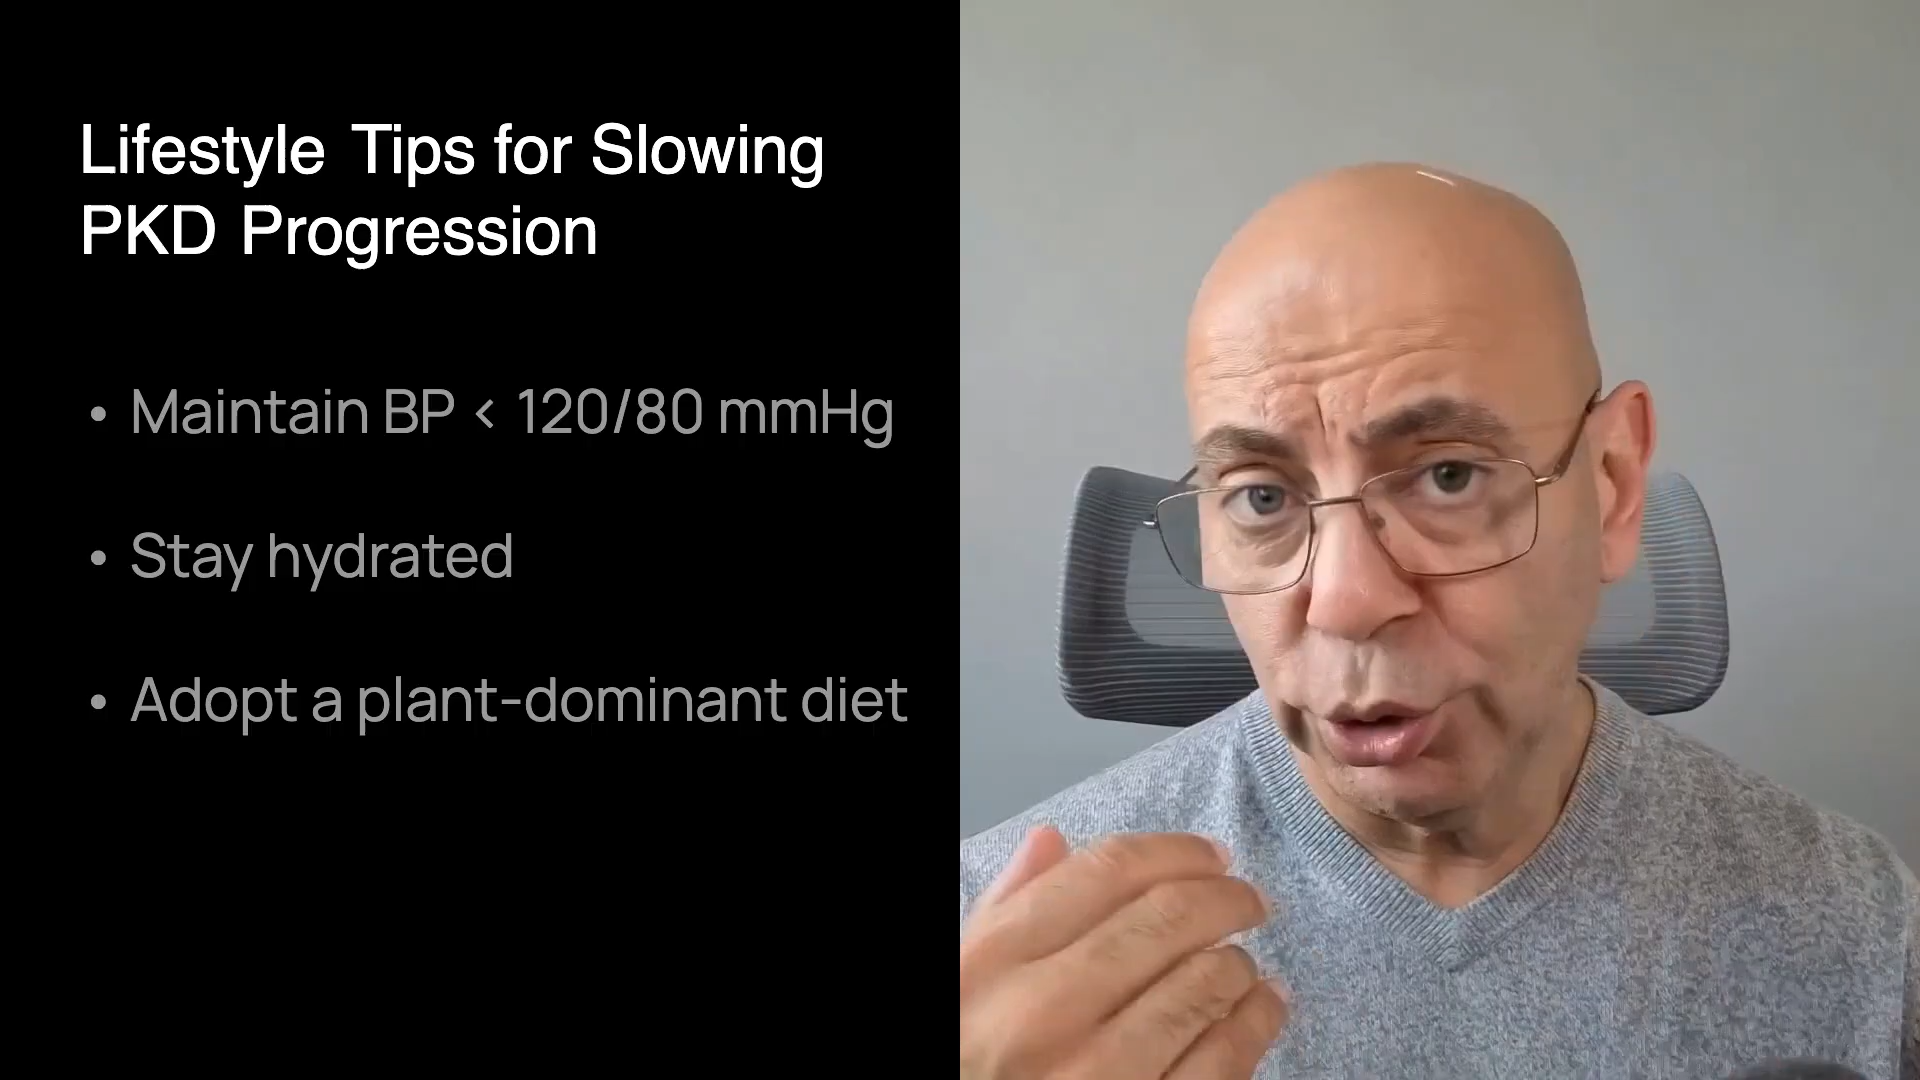 Lifestyle Tips for Slowing
PKD Progression
• Maintain BP < 120/80 mmHg
• Stay hydrated
• Adopt a plant-dominant diet